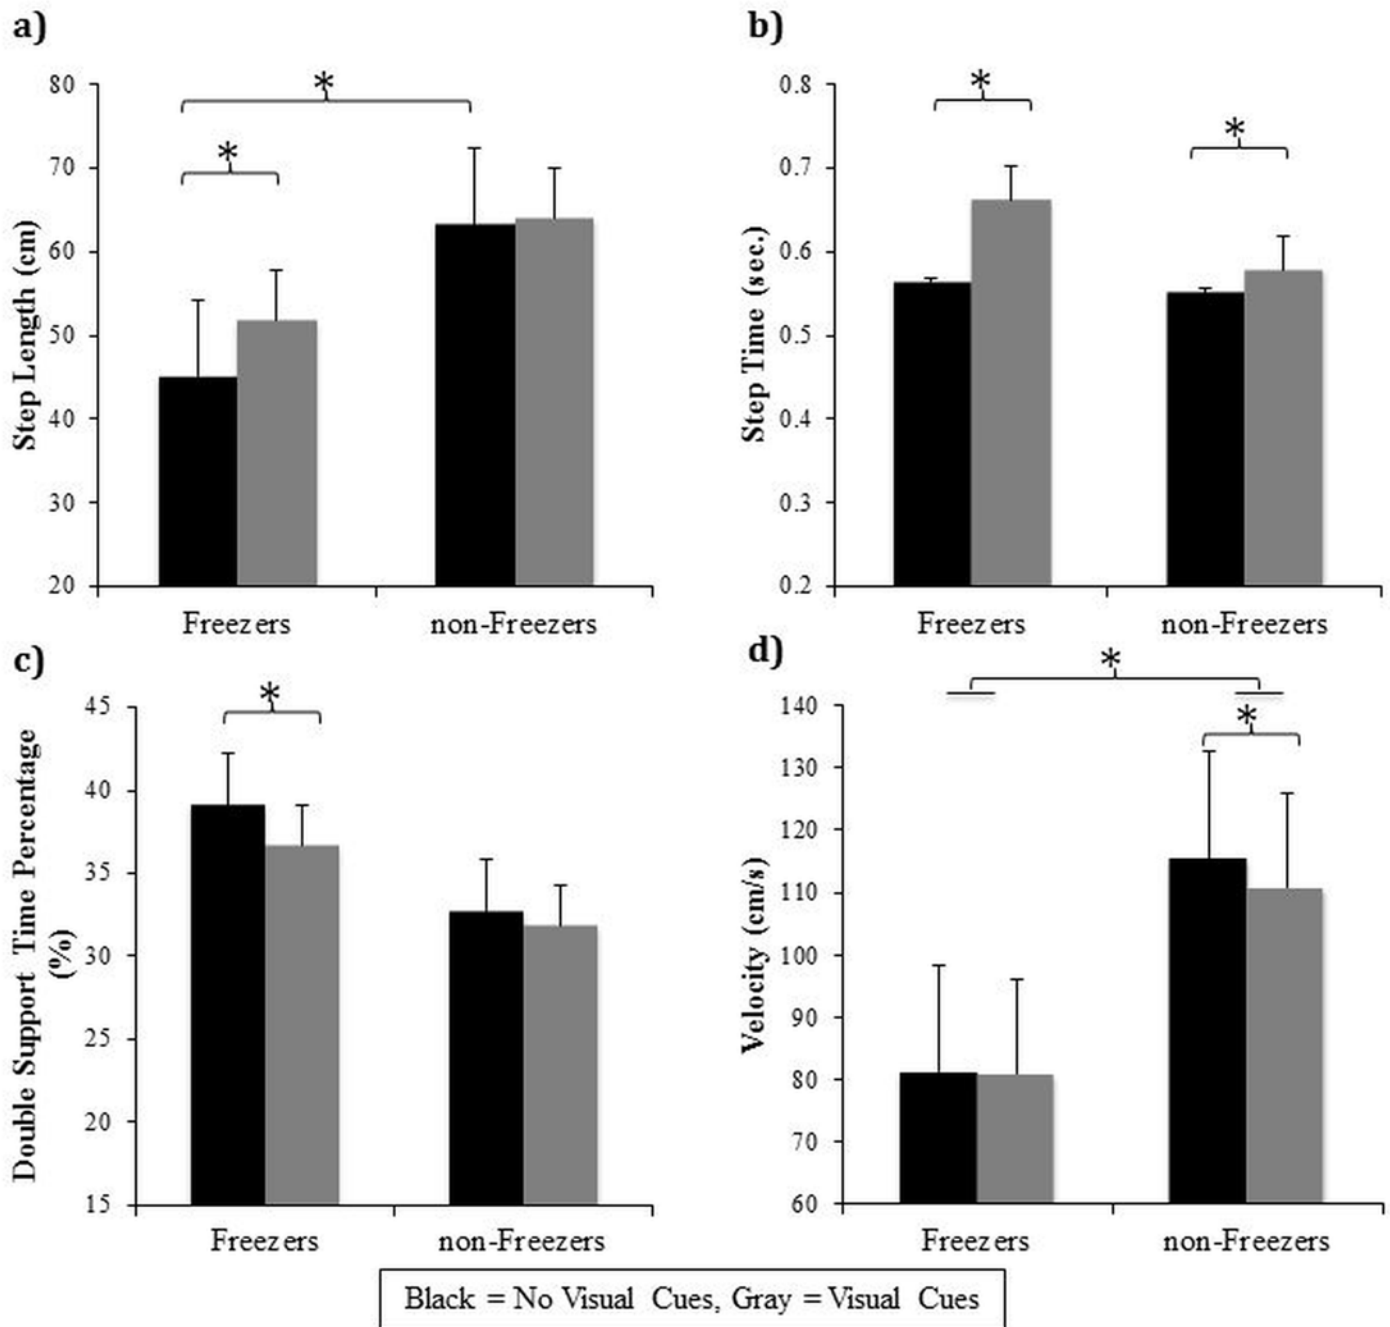 a)
*
*
80
70
60
50
40
30
20
Step Length (cm)
Freezers non-Freezers
b)
*
*
0.8
0.7
0.6
0.5
0.4
0.3
0.2
Step Time (sec.)
Freezers non-Freezers
c)
*
45
40
35
30
25
20
15
Double Support Time Percentage
(%)
Freezers non-Freezers
d)
*
*
140
130
120
110
100
90
80
70
60
Velocity (cm/s)
Freezers non-Freezers
Black = No Visual Cues, Gray = Visual Cues